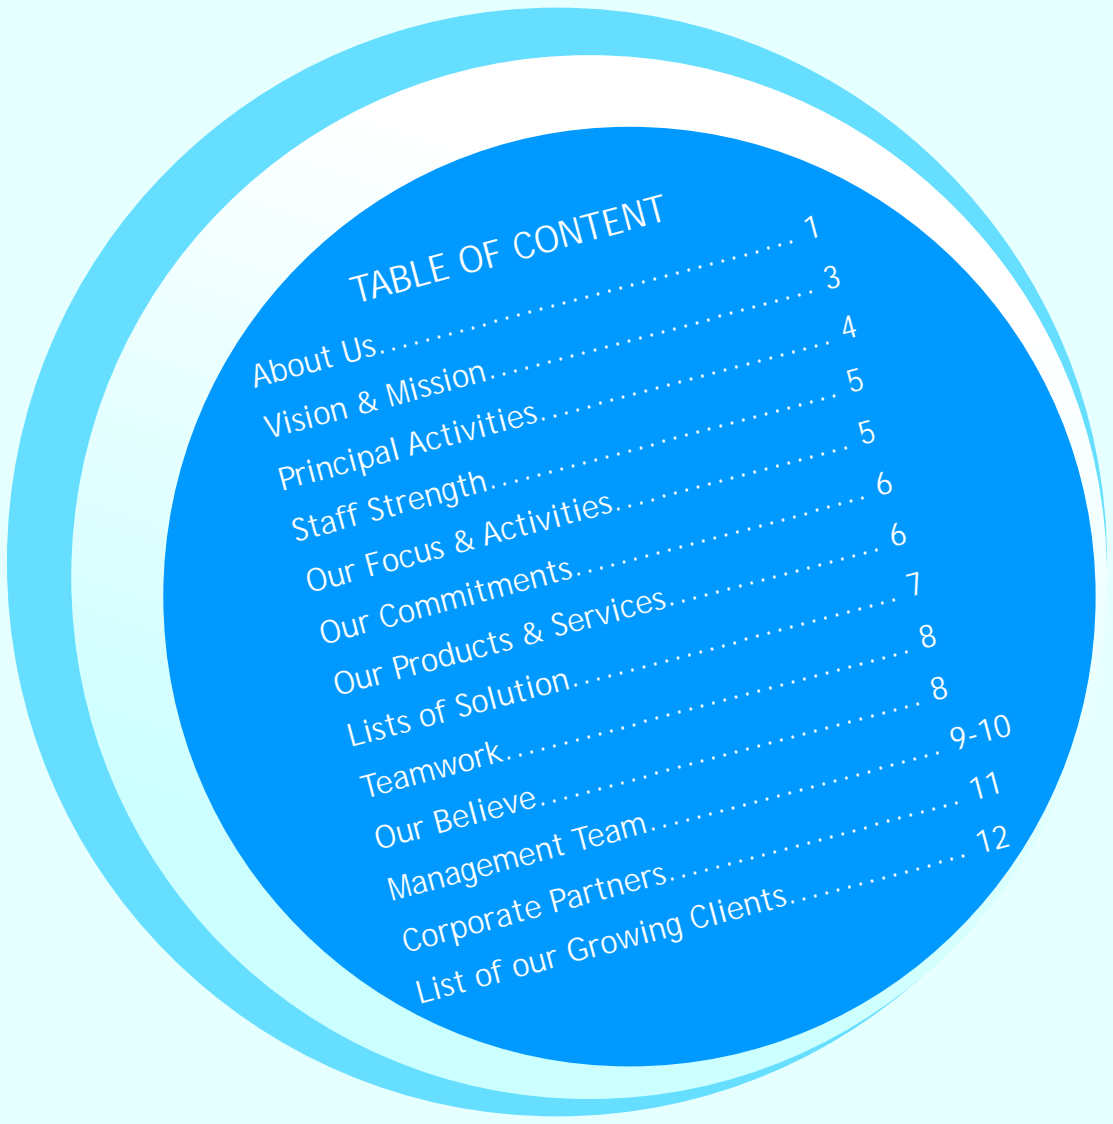 TABLE OF CONTENT
About Us........................................ 1
Vision & Mission............................... 3
Principal Activities........................... 4
Staff Strength................................. 5
Our Focus & Activities...................... 5
Our Commitments........................... 6
Our Products & Services.................... 6
Lists of Solution.............................. 7
Teamwork..................................... 8
Our Believe................................... 8
Management Team........................... 9-10
Corporate Partners.......................... 11
List of our Growing Clients................ 12